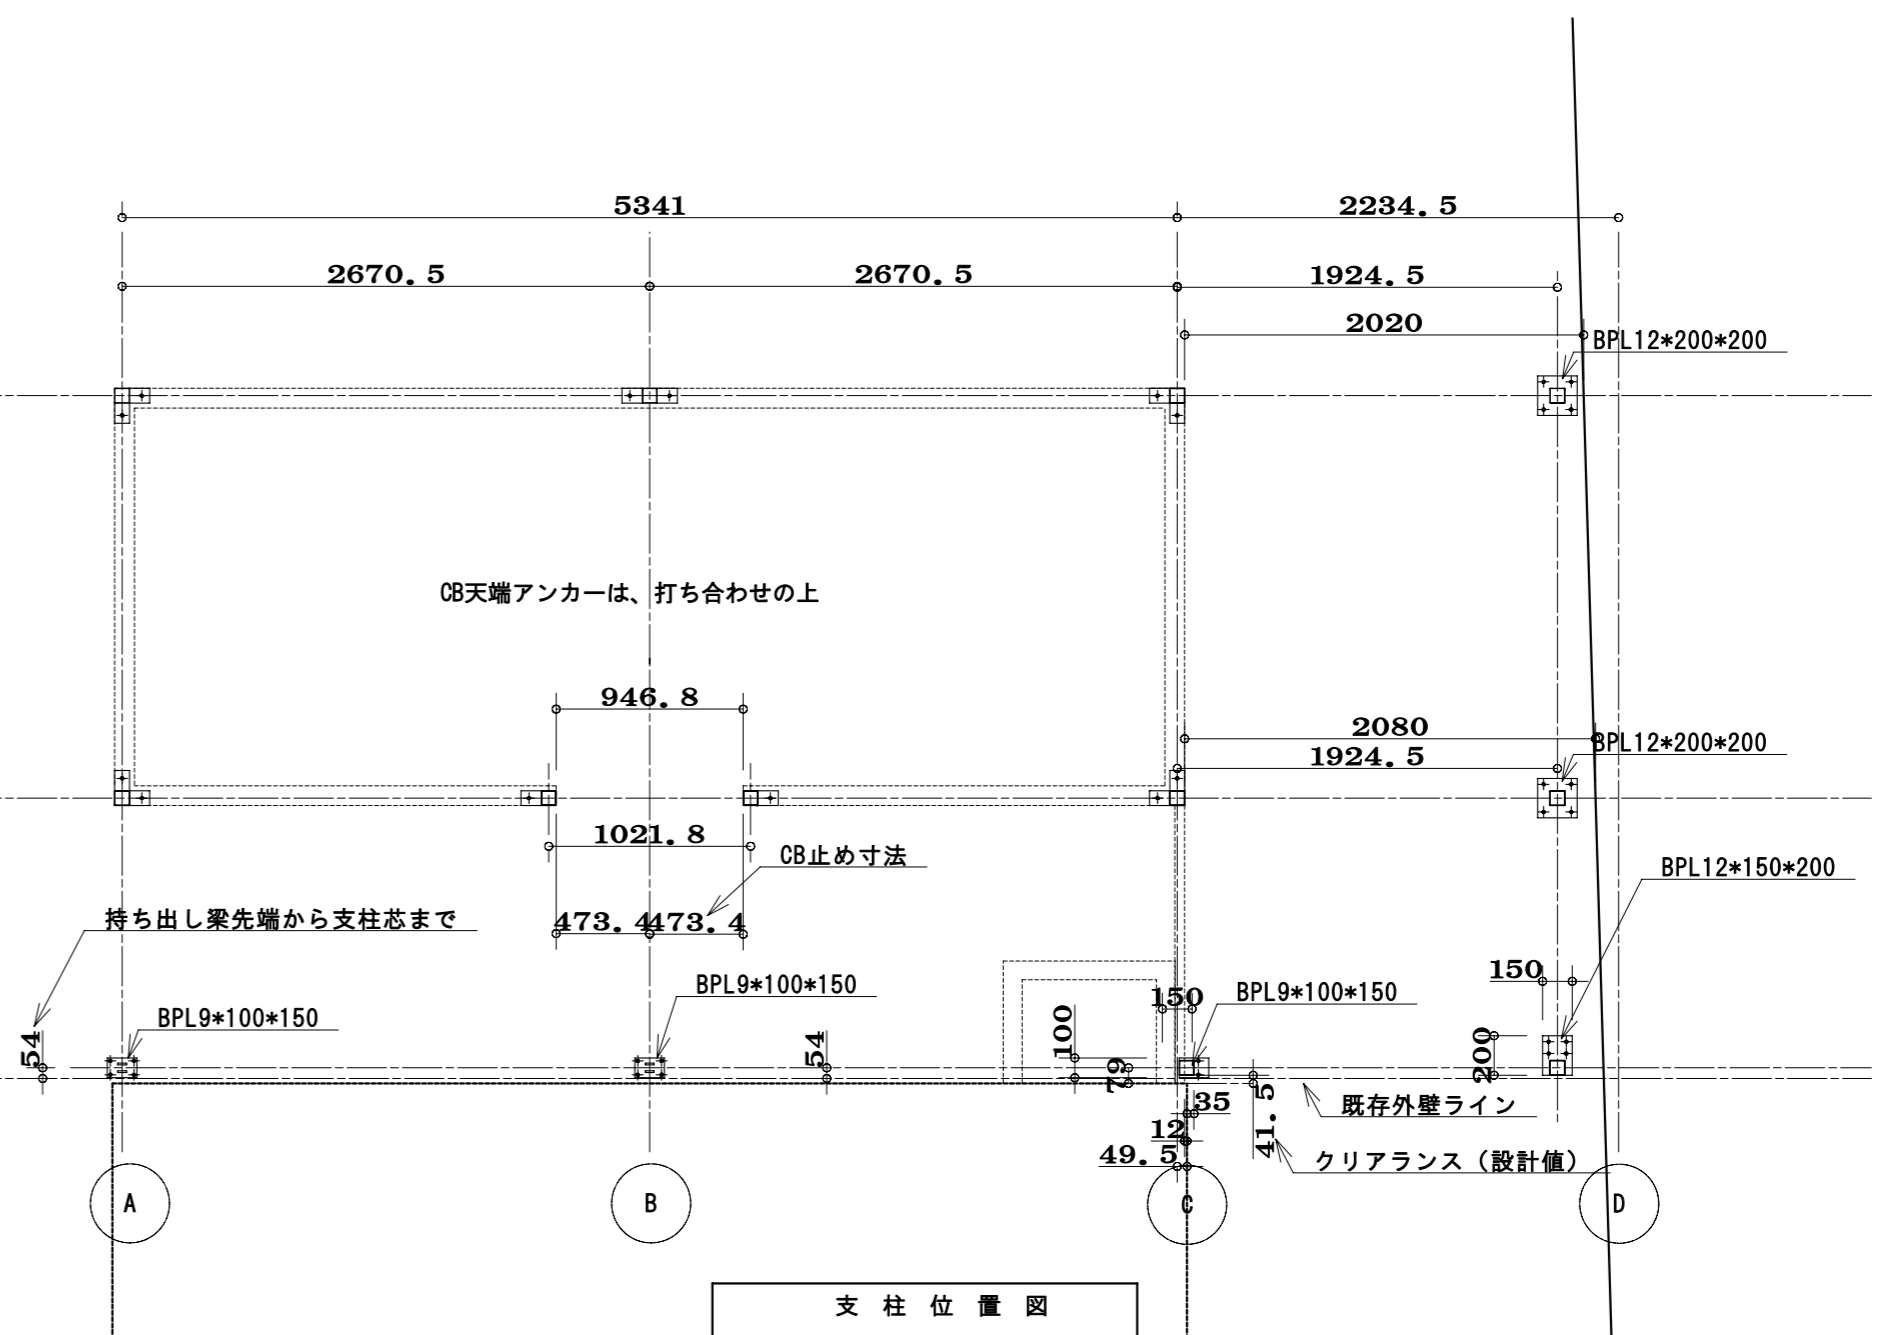 5341
2234.5
2670.5
2670.5
1924.5
2020
BPL12*200*200
CB天端アンカーは、打ち合わせの上
946.8
2080
BPL12*200*200
1924.5
1021.8
CB止め寸法
BPL12*150*200
持ち出し梁先端から支柱芯まで
473.4
473.4
150
BPL9*100*150
BPL9*100*150
150
BPL9*100*150
54
54
100
79
200
35
41.5
既存外壁ライン
12
49.5
クリアランス（設計値）
A
B
C
D
支柱位置図